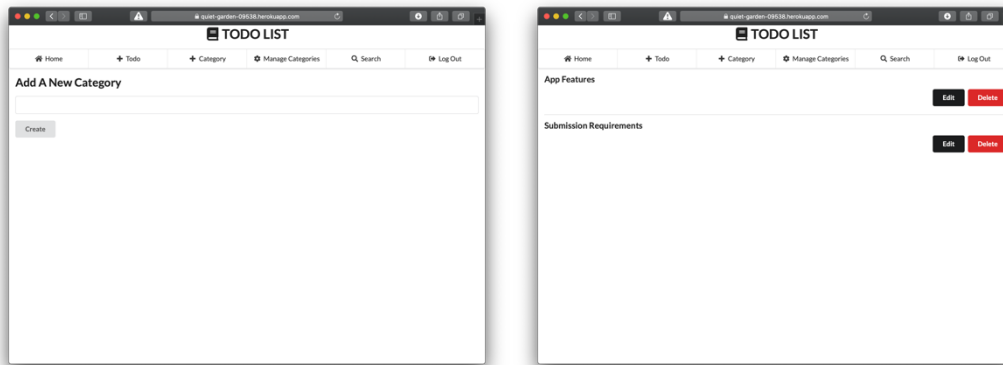 quiet-garden-09538.herokuapp.com
TODO LIST
Home + Todo + Category Manage Categories Search Log Out
Add A New Category
Create
quiet-garden-09538.herokuapp.com
TODO LIST
Home + Todo + Category Manage Categories Search Log Out
App Features
Edit Delete
Submission Requirements
Edit Delete